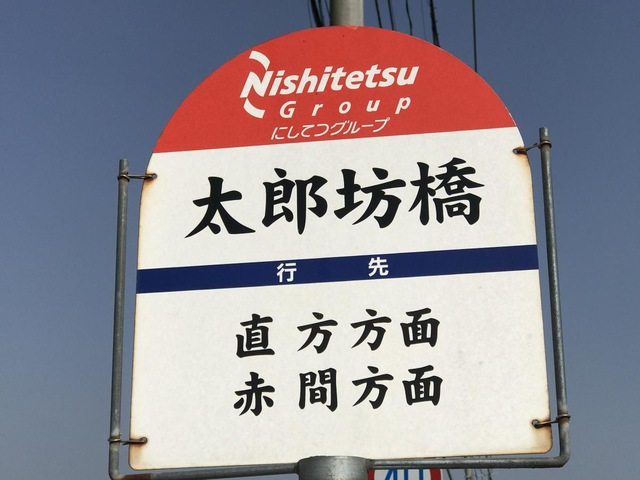 Nishitetsu
Group
にしてつグループ
太郎坊橋
行先
直方方面
赤間方面